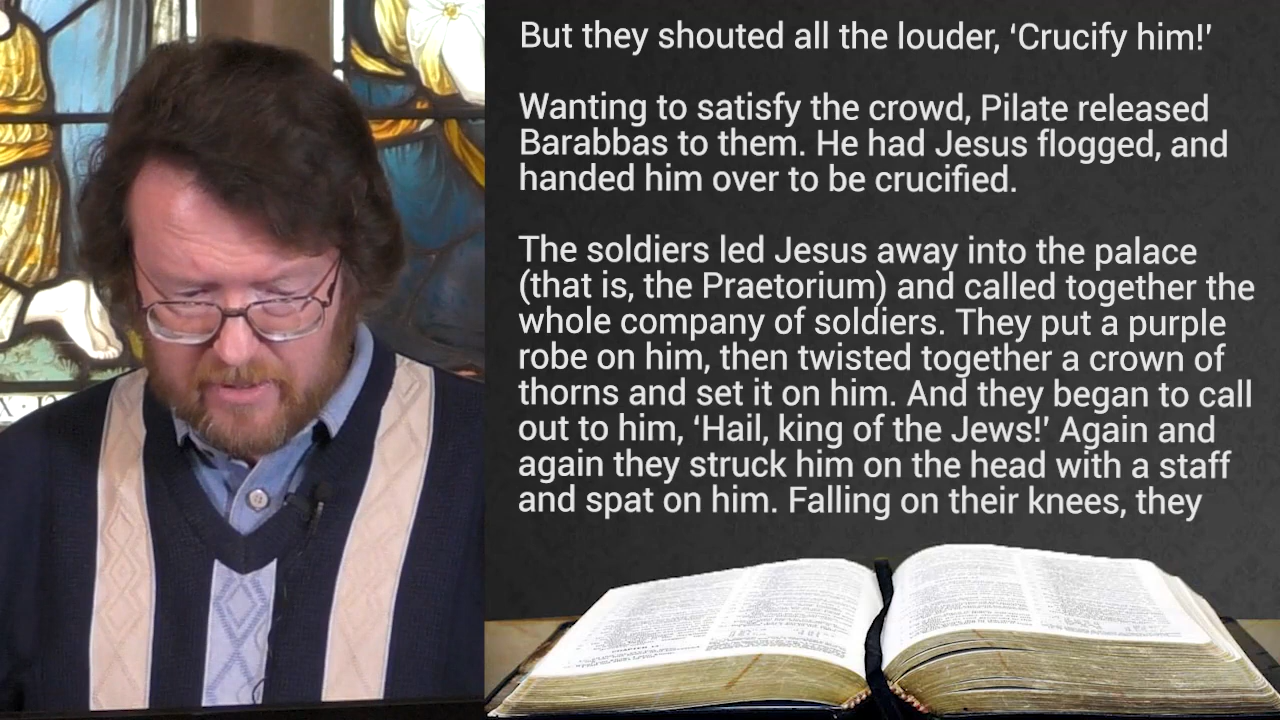 But they shouted all the louder, ‘Crucify him!’
Wanting to satisfy the crowd, Pilate released
Barabbas to them. He had Jesus flogged, and
handed him over to be crucified.
The soldiers led Jesus away into the palace
(that is, the Praetorium) and called together the
whole company of soldiers. They put a purple
robe on him, then twisted together a crown of
thorns and set it on him. And they began to call
out to him, ‘Hail, king of the Jews!’ Again and
again they struck him on the head with a staff
and spat on him. Falling on their knees, they